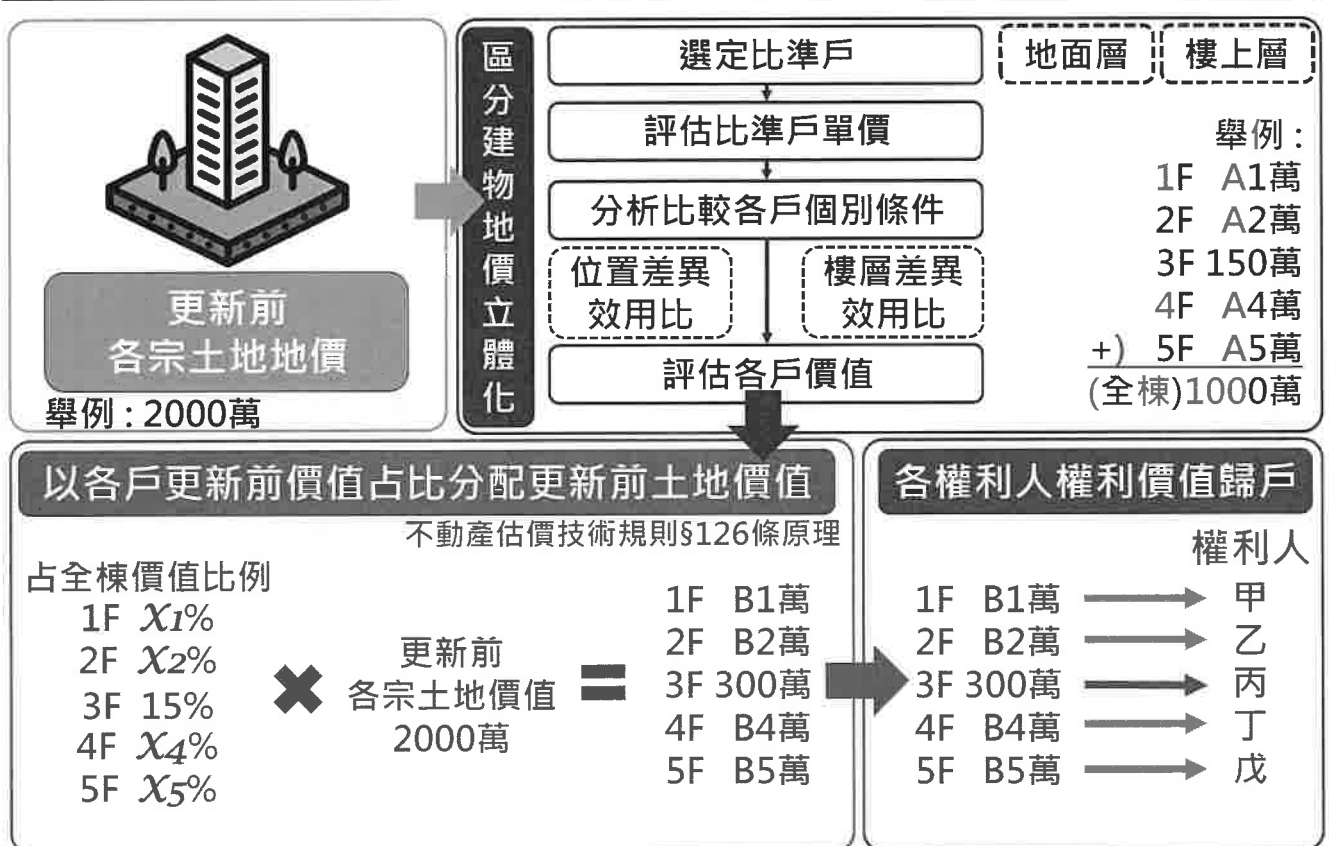 更新前
各宗土地地價
舉例：2000萬
區分建物地價立體化
選定比準戶
評估比準戶單價
分析比較各戶個別條件
位置差異
效用比
樓層差異
效用比
評估各戶價值
地面層
樓上層
舉例：
1F A1萬
2F A2萬
3F 150萬
4F A4萬
+) 5F A5萬
(全棟)1000萬
以各戶更新前價值占比分配更新前土地價值
不動產估價技術規則§126條原理
占全棟價值比例
1F X1%
2F X2%
3F 15%
4F X4%
5F X5%
✖
更新前
各宗土地價值
2000萬
=
1F B1萬
2F B2萬
3F 300萬
4F B4萬
5F B5萬
各權利人權利價值歸戶
權利人
1F B1萬 甲
2F B2萬 乙
3F 300萬 丙
4F B4萬 丁
5F B5萬 戊